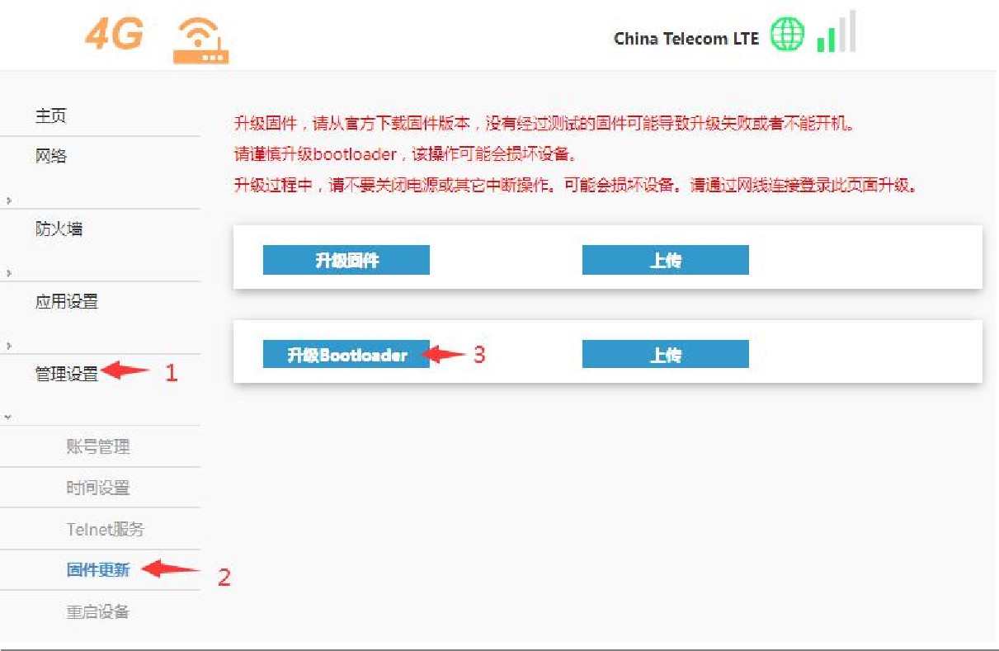 4G
China Telecom LTE
主页
网络
防火墙
应用设置
管理设置
1
账号管理
时间设置
Telnet服务
固件更新
2
重启设备
升级固件，请从官方下载固件版本，没有经过测试的固件可能导致升级失败或者不能开机。
请谨慎升级bootloader，该操作可能会损坏设备。
升级过程中，请不要关闭电源或其它中断操作。可能会损坏设备。请通过网线连接登录此页面升级。
升级固件
上传
升级Bootloader
3
上传